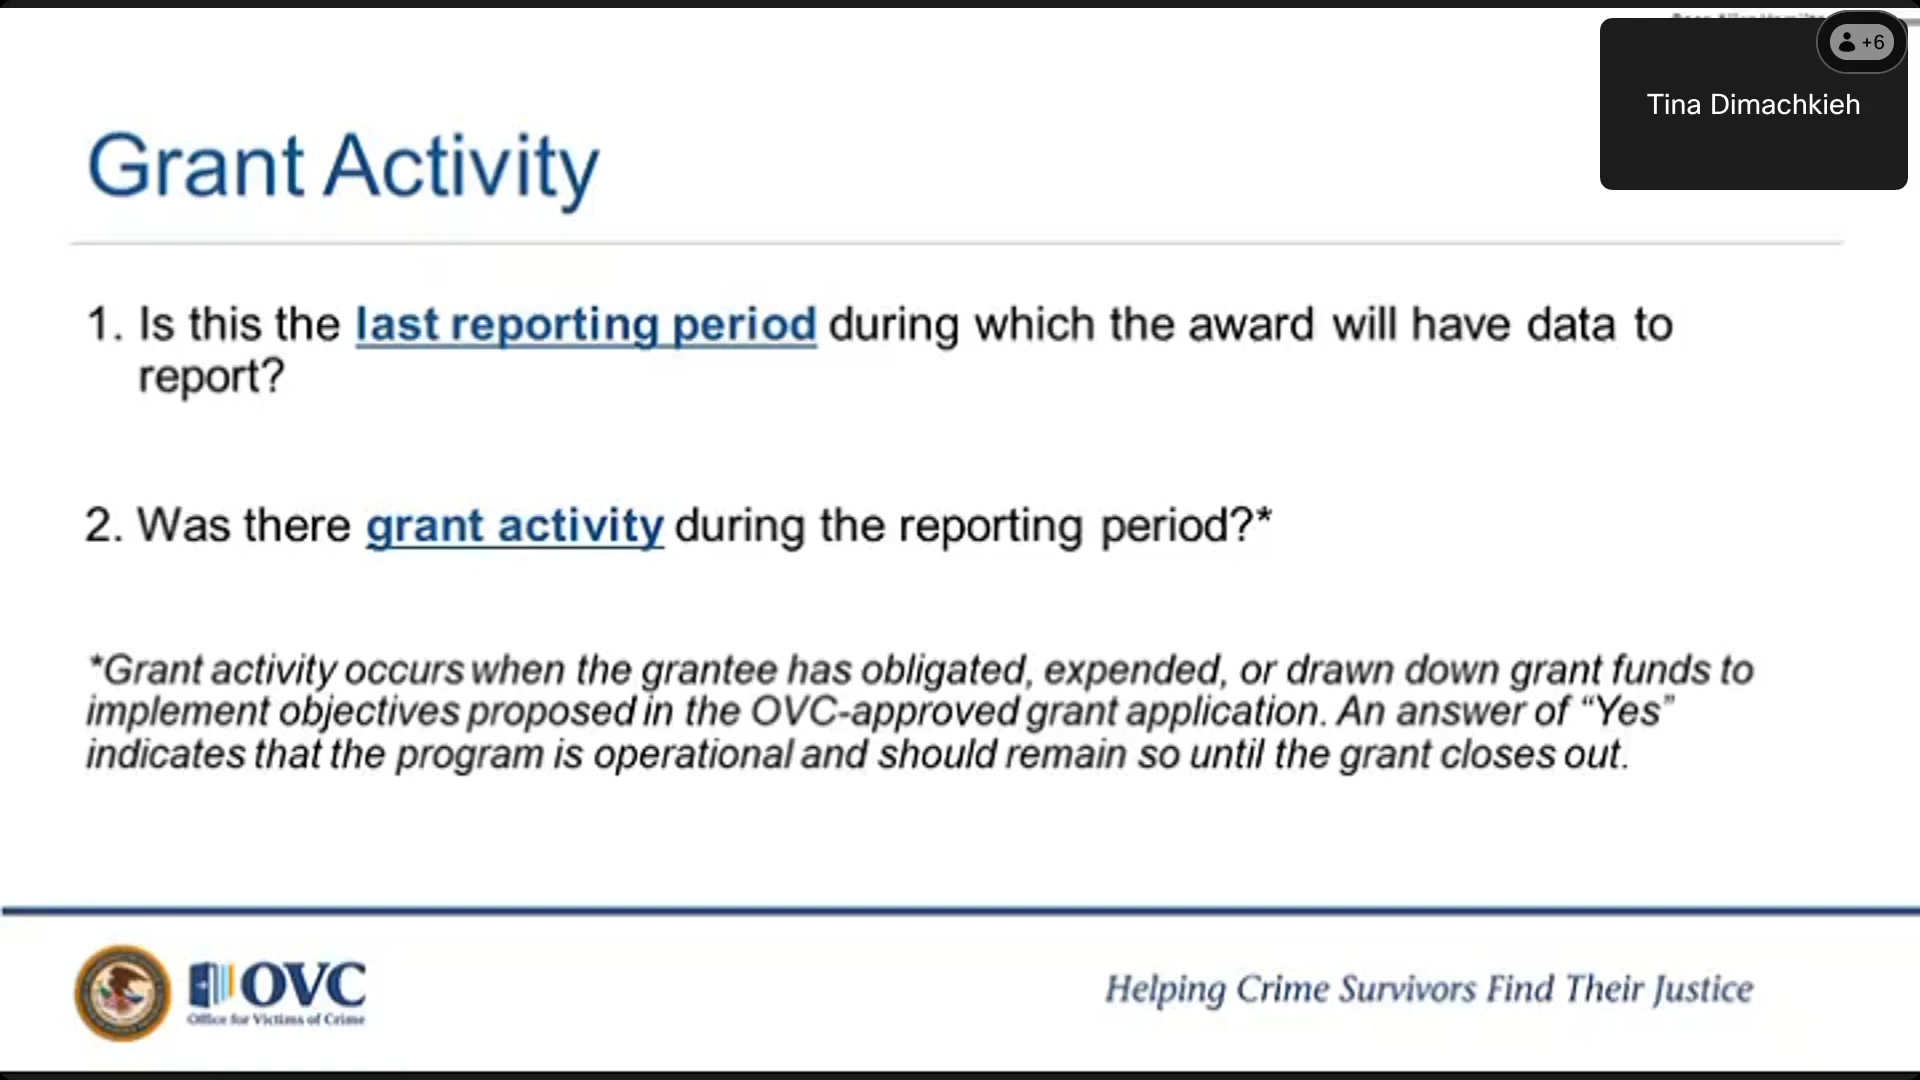 +6
Tina Dimachkieh
Grant Activity
1. Is this the last reporting period during which the award will have data to
report?
2. Was there grant activity during the reporting period?*
*Grant activity occurs when the grantee has obligated, expended, or drawn down grant funds to
implement objectives proposed in the OVC-approved grant application. An answer of “Yes”
indicates that the program is operational and should remain so until the grant closes out.
OVC
Office for Victims of Crime
Helping Crime Survivors Find Their Justice